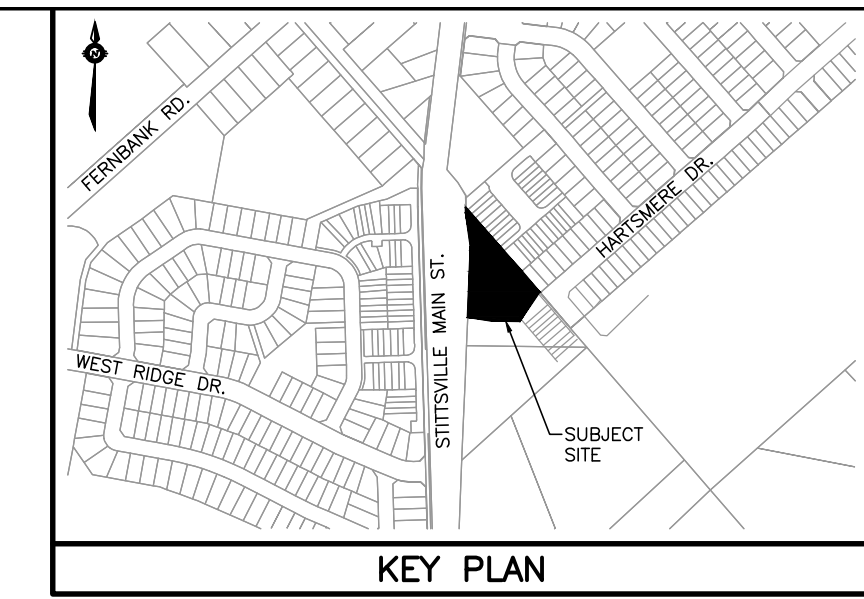 N
FERNBANK RD.
HARTSMERE DR.
STITTSVILLE MAIN ST.
WEST RIDGE DR.
SUBJECT
SITE
KEY PLAN